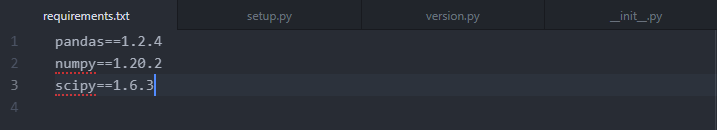 requirements.txt setup.py version.py __init__.py
1 pandas==1.2.4
2 numpy==1.20.2
3 scipy==1.6.3
4